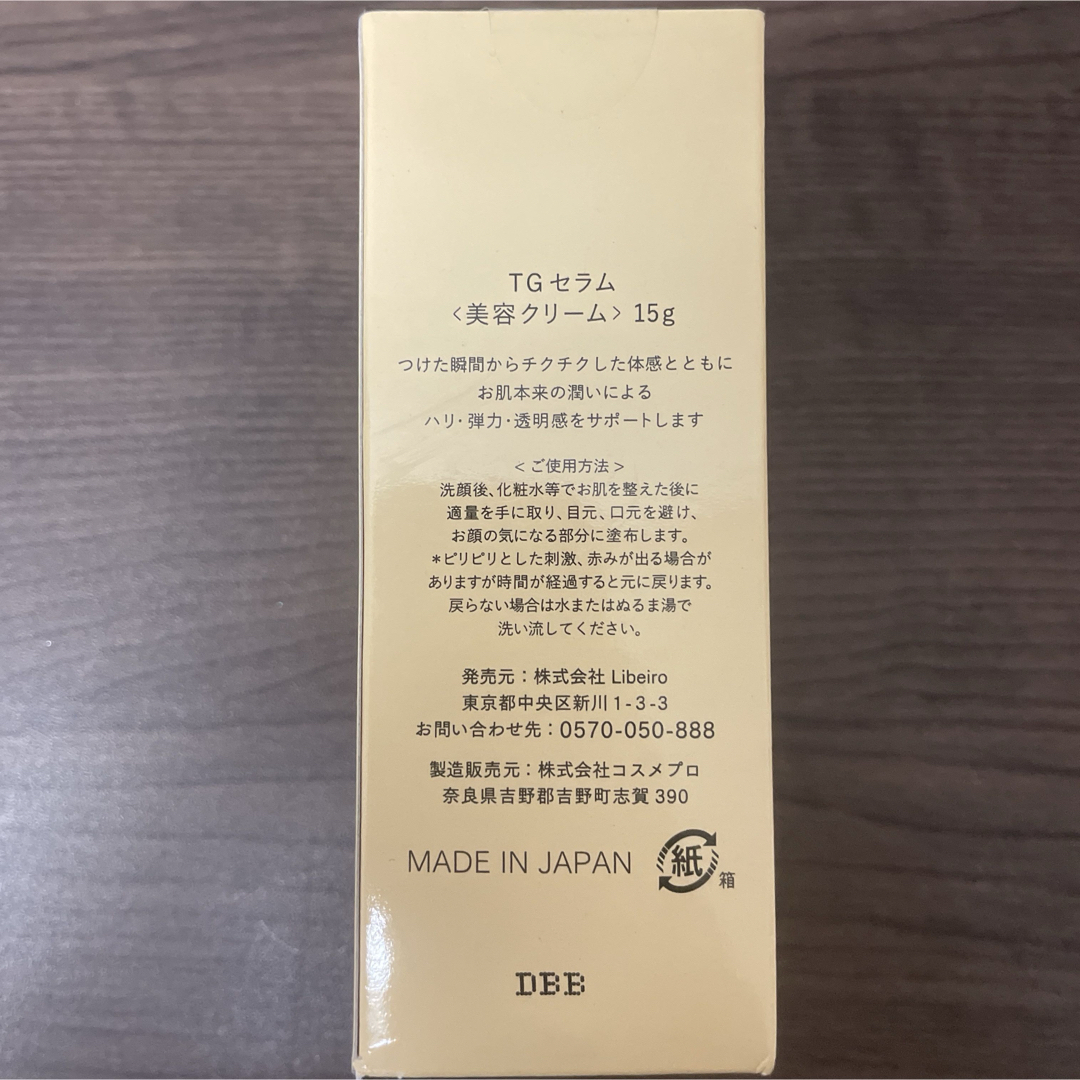 TGセラム
<美容クリーム> 15g
つけた瞬間からチクチクした体感とともに
お肌本来の潤いによる
ハリ・弾力・透明感をサポートします
<ご使用方法>
洗顔後、化粧水等でお肌を整えた後に
適量を手に取り、目元、口元を避け、
お顔の気になる部分に塗布します。
*ピリピリとした刺激、赤みが出る場合が
ありますが時間が経過すると元に戻ります。
戻らない場合は水またはぬるま湯で
洗い流してください。
発売元：株式会社 Libeiro
東京都中央区新川1-3-3
お問い合わせ先：0570-050-888
製造販売元：株式会社コスメプロ
奈良県吉野郡吉野町志賀390
MADE IN JAPAN 紙 箱
DBB